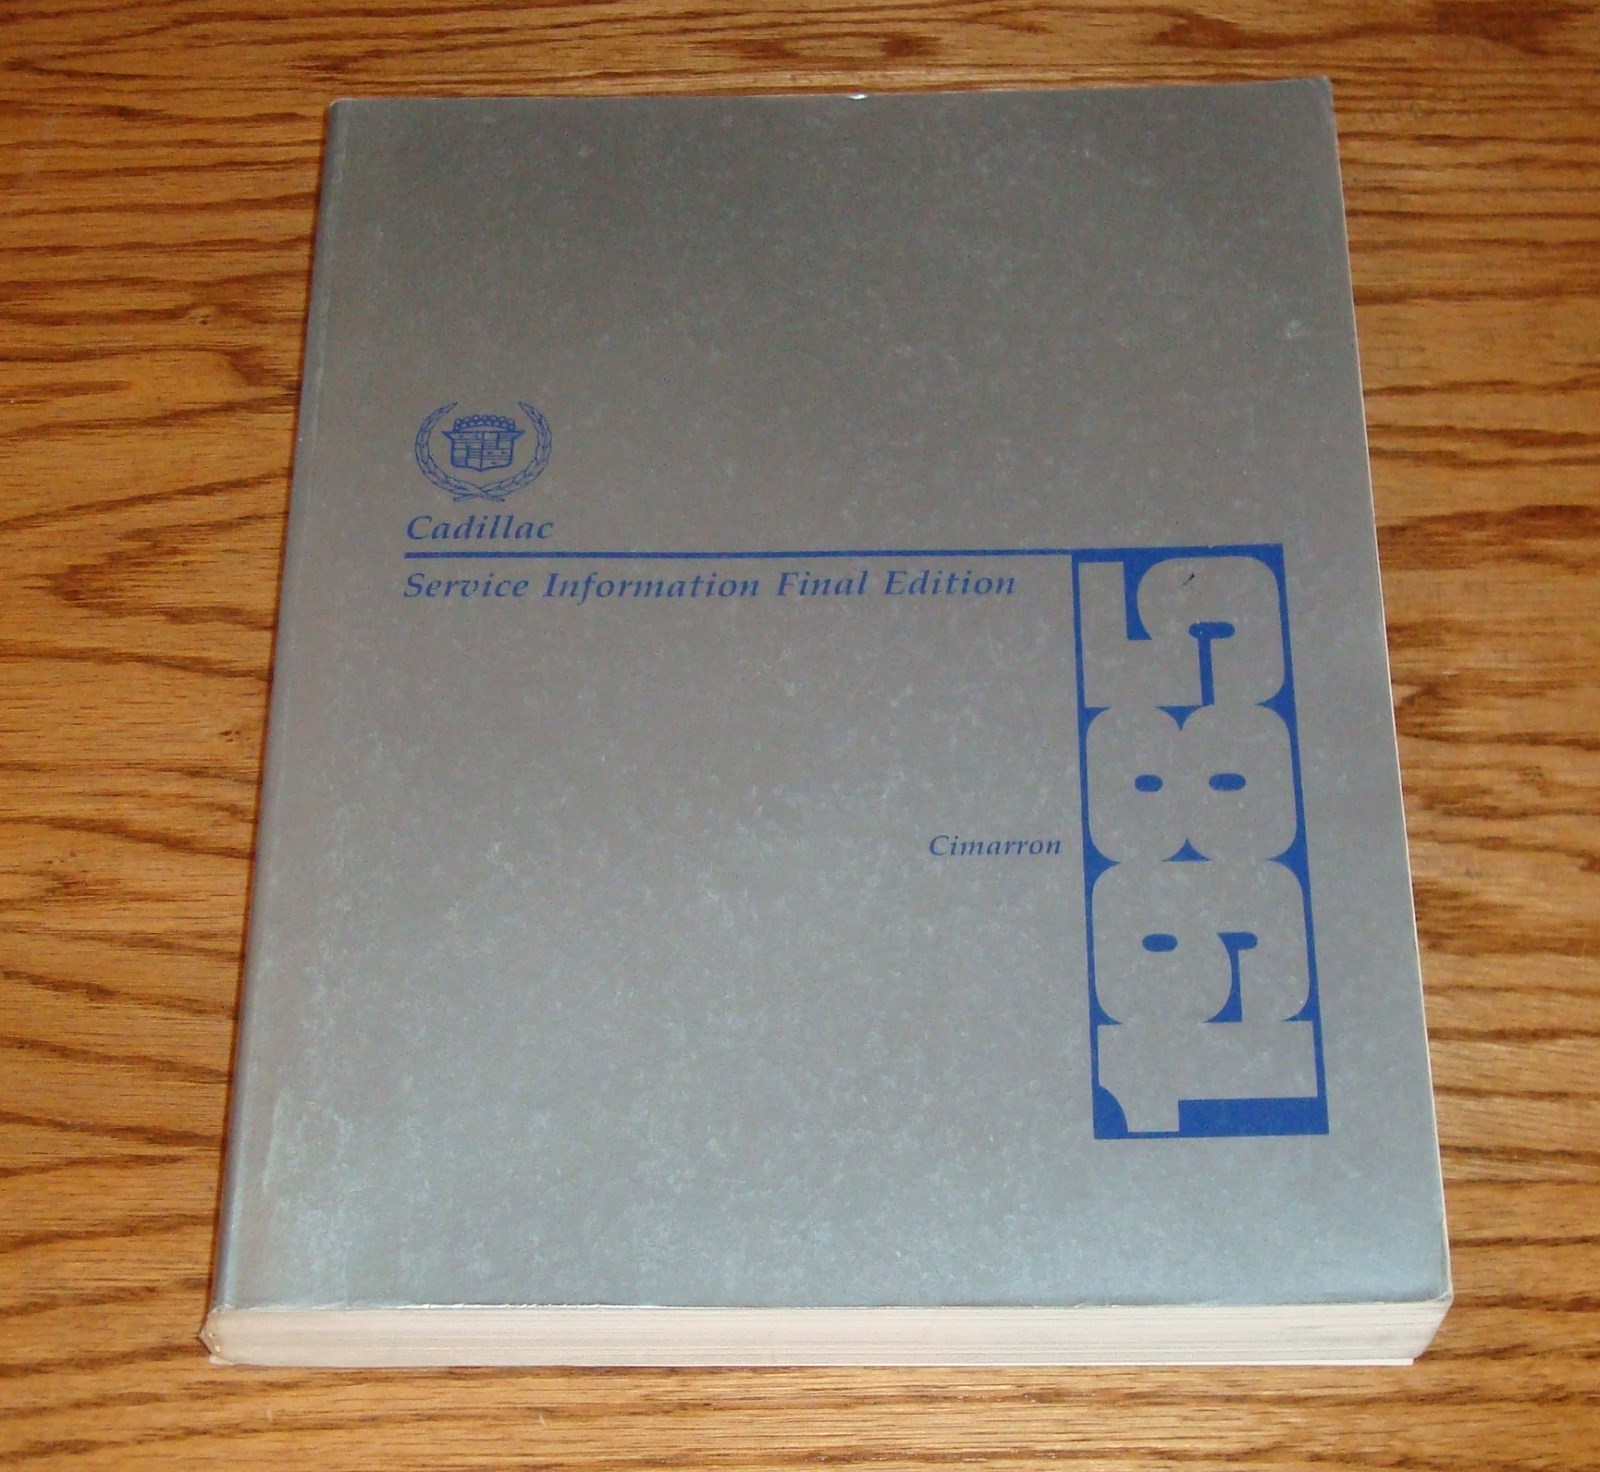 Cadillac
Service Information Final Edition
Cimarron
1985